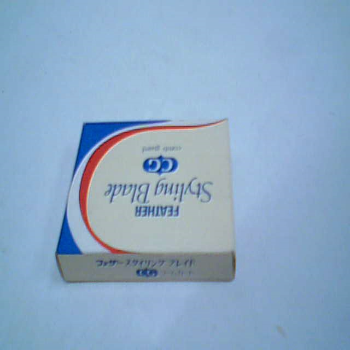 FEATHER
Styling Blade
CG
comb guard
フェザースタイリング ブレイド
CG